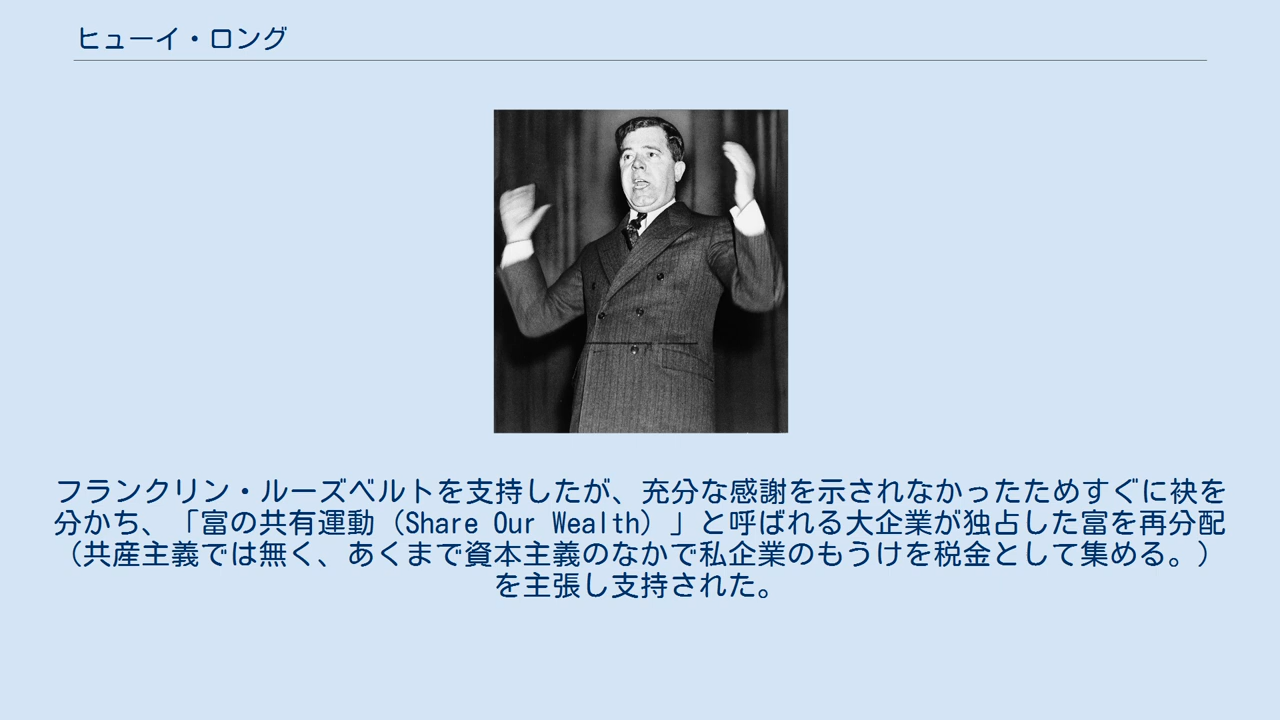 ヒューイ・ロング
フランクリン・ルーズベルトを支持したが、充分な感謝を示されなかったためすぐに袂を
分かち、「富の共有運動（Share Our Wealth）」と呼ばれる大企業が独占した富を再分配
（共産主義では無く、あくまで資本主義のなかで私企業のもうけを税金として集める。）
を主張し支持された。